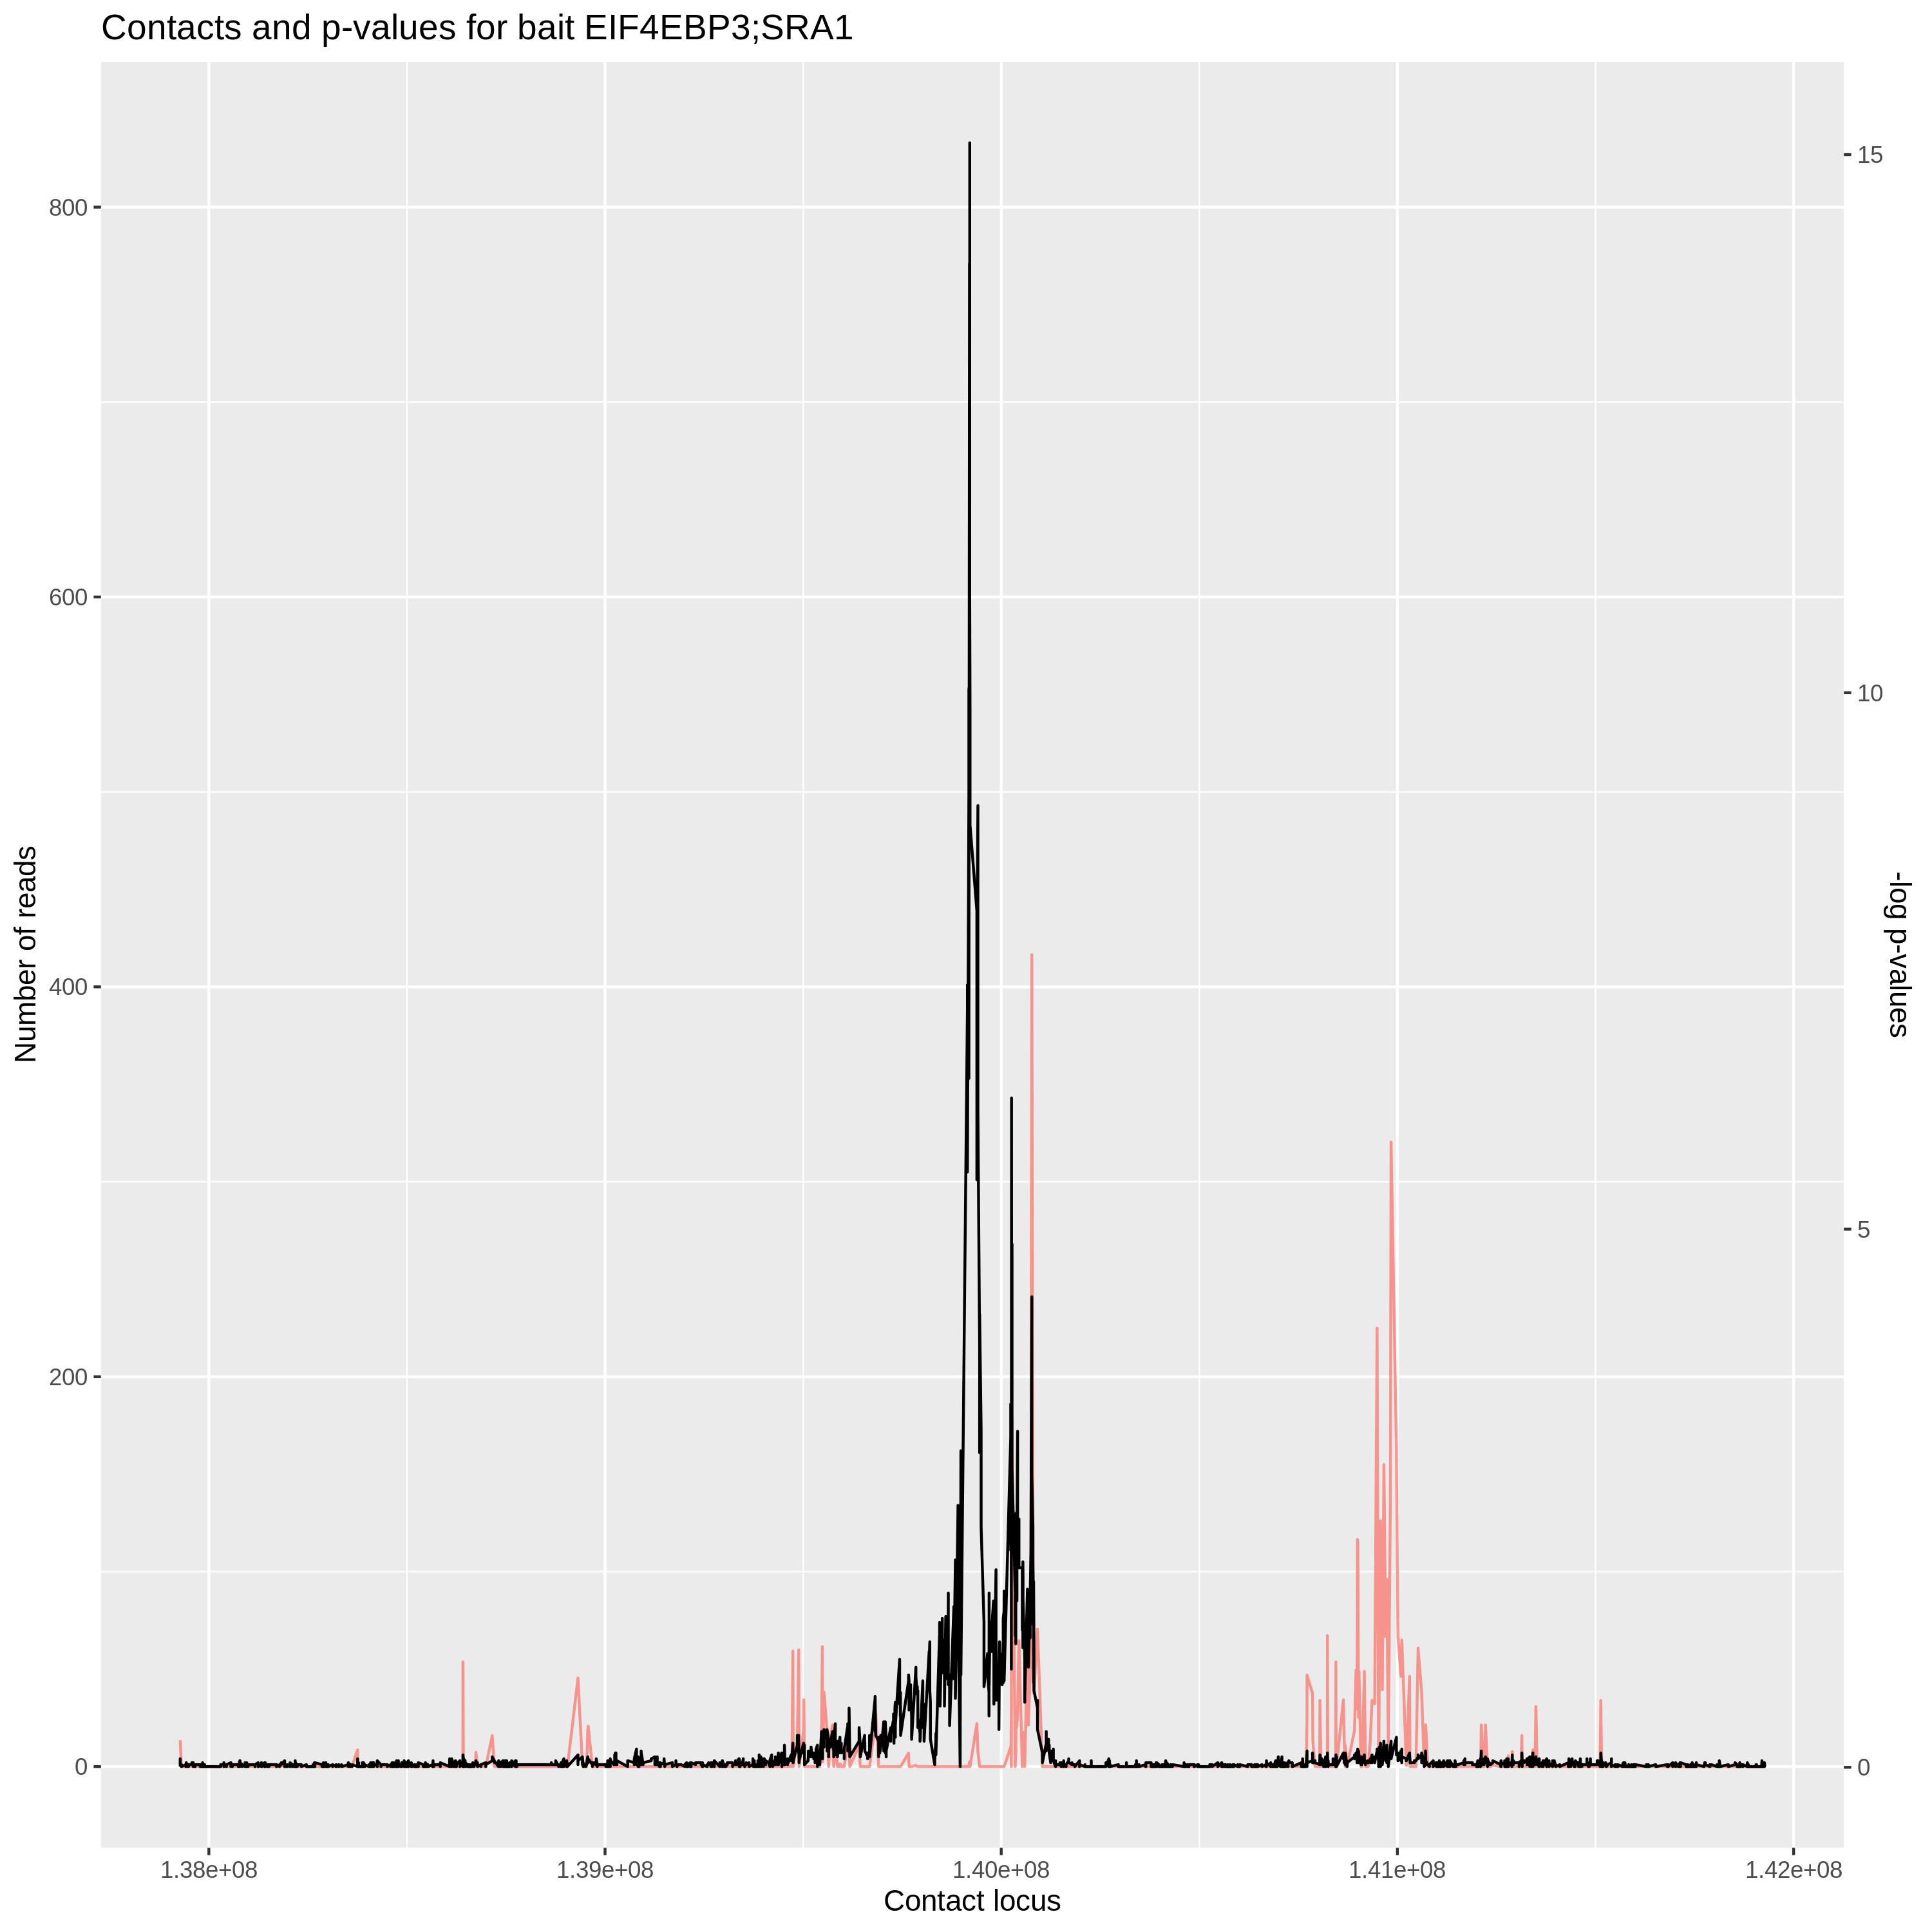 Contacts and p-values for bait EIF4EBP3;SRA1
15
800
600
10
Number of reads
-log p-values
400
5
200
0
0
1.38e+08
1.39e+08
1.40e+08
1.41e+08
1.42e+08
Contact locus